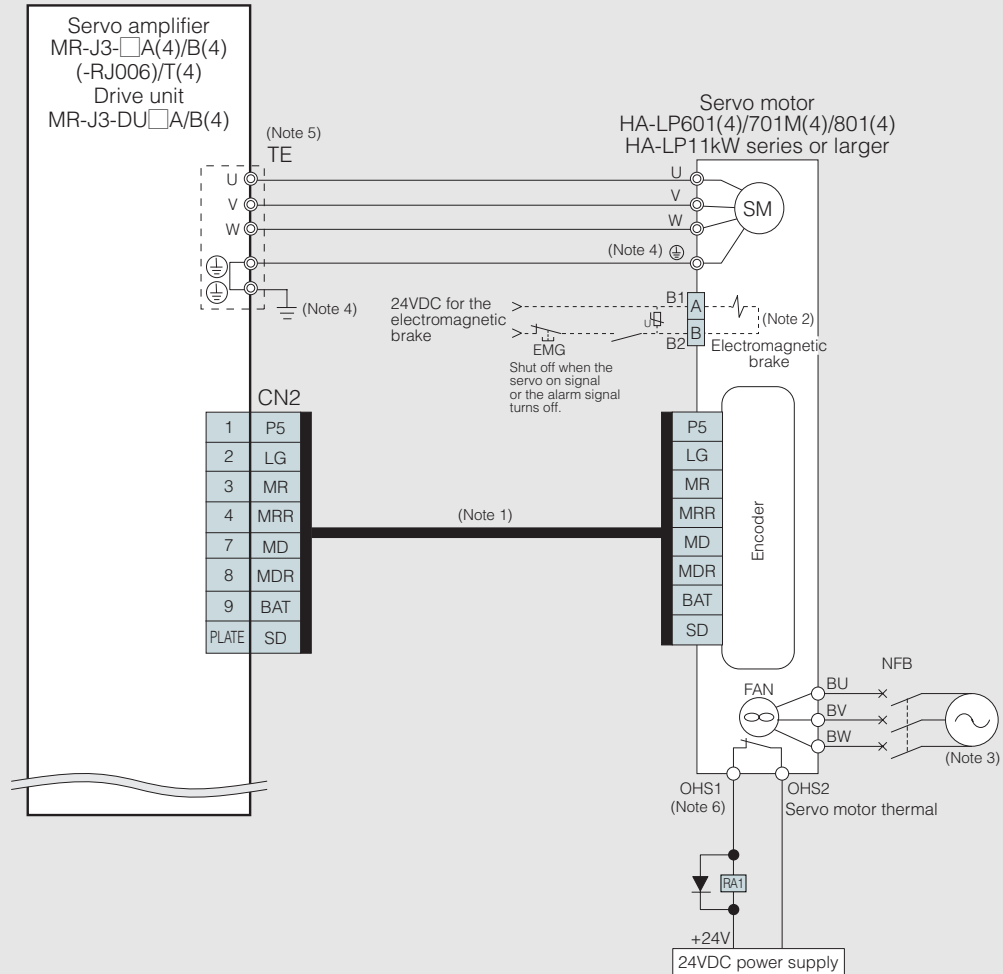 Servo amplifier
MR-J3-□A(4)/B(4)
(-RJ006)/T(4)
Drive unit
MR-J3-DU□A/B(4)
(Note 5)
TE
U
V
W
(Note 4)
Servo motor
HA-LP601(4)/701M(4)/801(4)
HA-LP11kW series or larger
U
V
W
(Note 4)
SM
24VDC for the
electromagnetic
brake
EMG
Shut off when the
servo on signal
or the alarm signal
turns off.
U
B1
A
B
B2
(Note 2)
Electromagnetic
brake
CN2
1 P5
2 LG
3 MR
4 MRR
7 MD
8 MDR
9 BAT
PLATE SD
(Note 1)
P5
LG
MR
MRR
MD
MDR
BAT
SD
Encoder
FAN
BU
BV
BW
NFB
(Note 3)
OHS1
(Note 6)
OHS2
Servo motor thermal
RA1
+24V
24VDC power supply